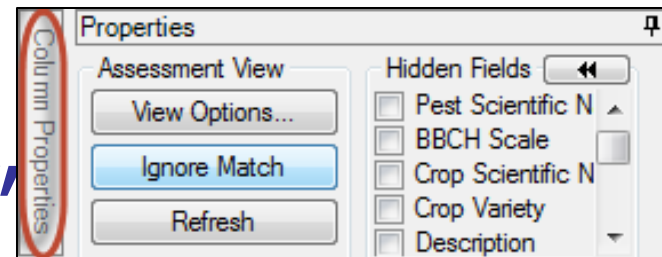 Column Properties
Properties
Assessment View
View Options...
Ignore Match
Refresh
Hidden Fields
Pest Scientific N
BBCH Scale
Crop Scientific N
Crop Variety
Description